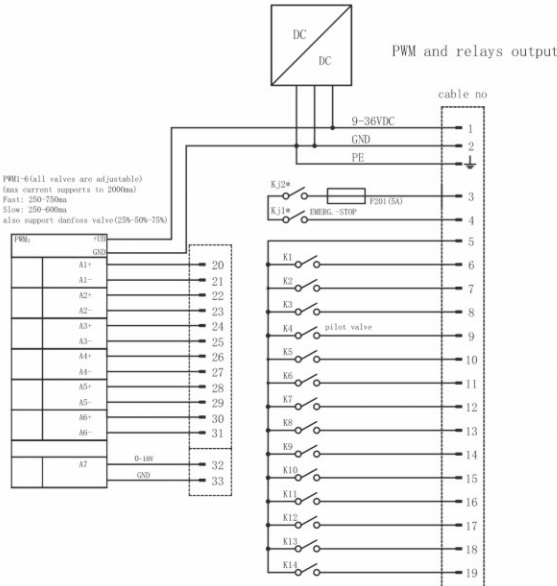 DC
DC
PWM and relays output
cable no
9-36VDC
1
GND
2
PE
PWM1-6(all valves are adjustable)
(max current supports to 2000ma)
Fast: 250-750ma
Slow: 250-600ma
also support danfoss valve(25%-50%-75%)
Kj2*
F201(5A)
3
Kj1*
EMERG.-STOP
4
5
PWM:
+UB
GND
A1+
20
A1-
21
A2+
22
A2-
23
A3+
24
A3-
25
A4+
26
A4-
27
A5+
28
A5-
29
A6+
30
A6-
31
A7
0-10V
32
GND
33
K1
6
K2
7
K3
8
K4
pilot valve
9
K5
10
K6
11
K7
12
K8
13
K9
14
K10
15
K11
16
K12
17
K13
18
K14
19